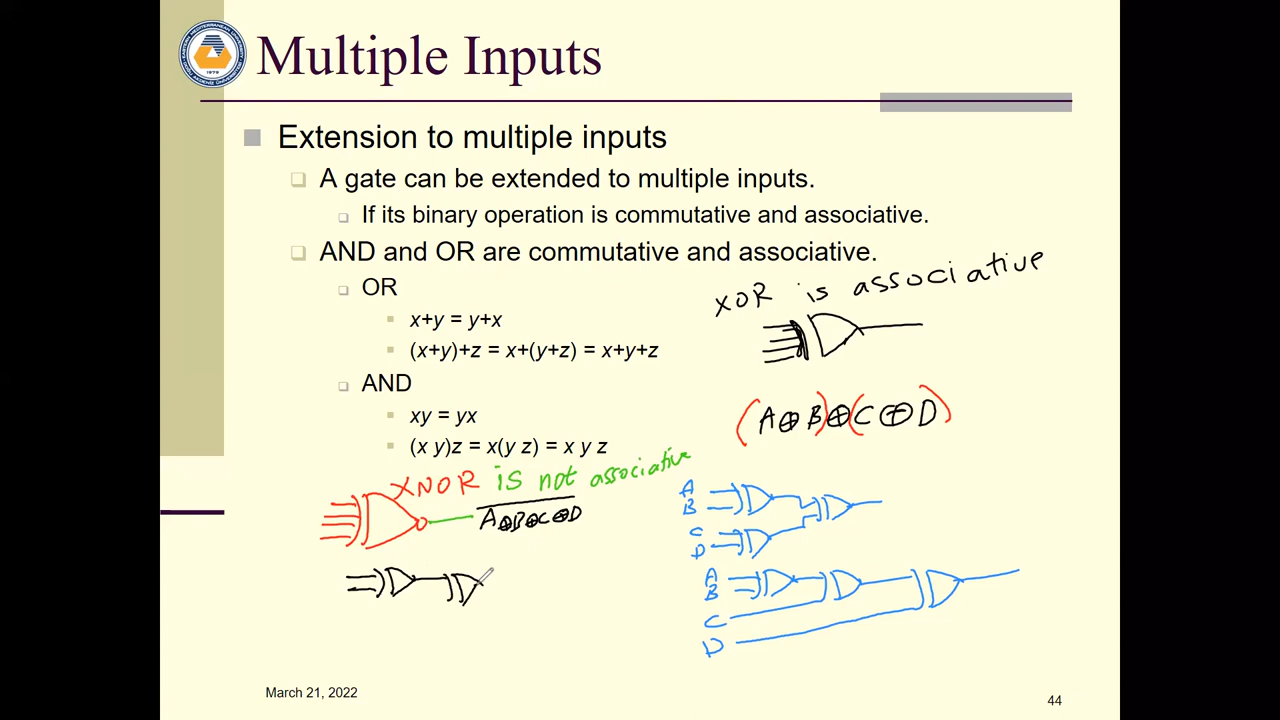 Multiple Inputs
Extension to multiple inputs
A gate can be extended to multiple inputs.
If its binary operation is commutative and associative.
AND and OR are commutative and associative.
OR
x+y = y+x
(x+y)+z = x+(y+z) = x+y+z
AND
xy = yx
(x y)z = x(y z) = x y z
XOR is associative
(A⊕B)⊕(C⊕D)
XNOR is not associative
A̅⊕̅B̅⊕̅C̅⊕̅D̅
A
B
C
D
A
B
C
D
March 21, 2022
44